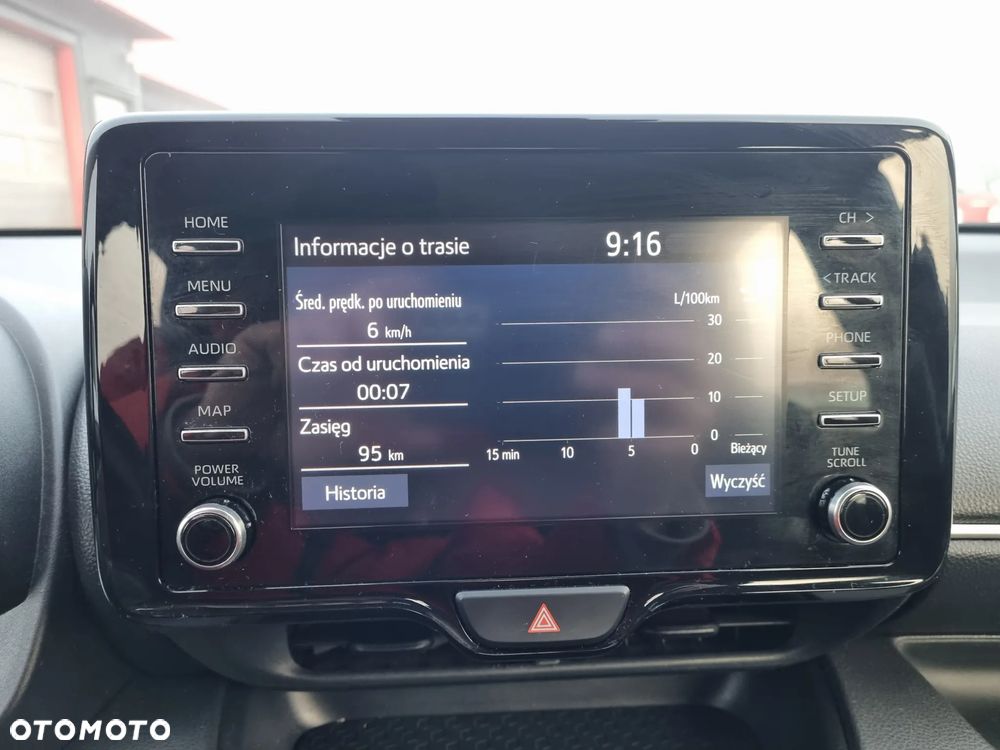 HOME
MENU
AUDIO
MAP
POWER
VOLUME
Informacje o trasie 9:16
Śred. prędk. po uruchomieniu
6 km/h
Czas od uruchomienia
00:07
Zasięg
95 km
Historia
L/100km
30
20
10
0
15 min 10 5 0 Bieżący
Wyczyść
CH >
< TRACK
PHONE
SETUP
TUNE
SCROLL
OTOMOTO